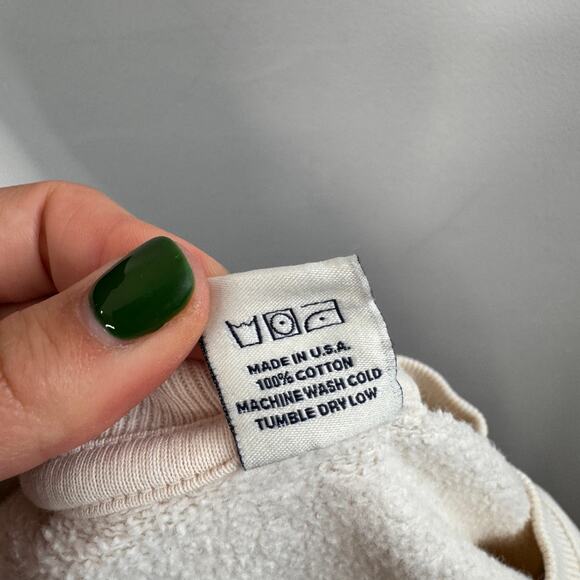 MADE IN U.S.A.
100% COTTON
MACHINE WASH COLD
TUMBLE DRY LOW